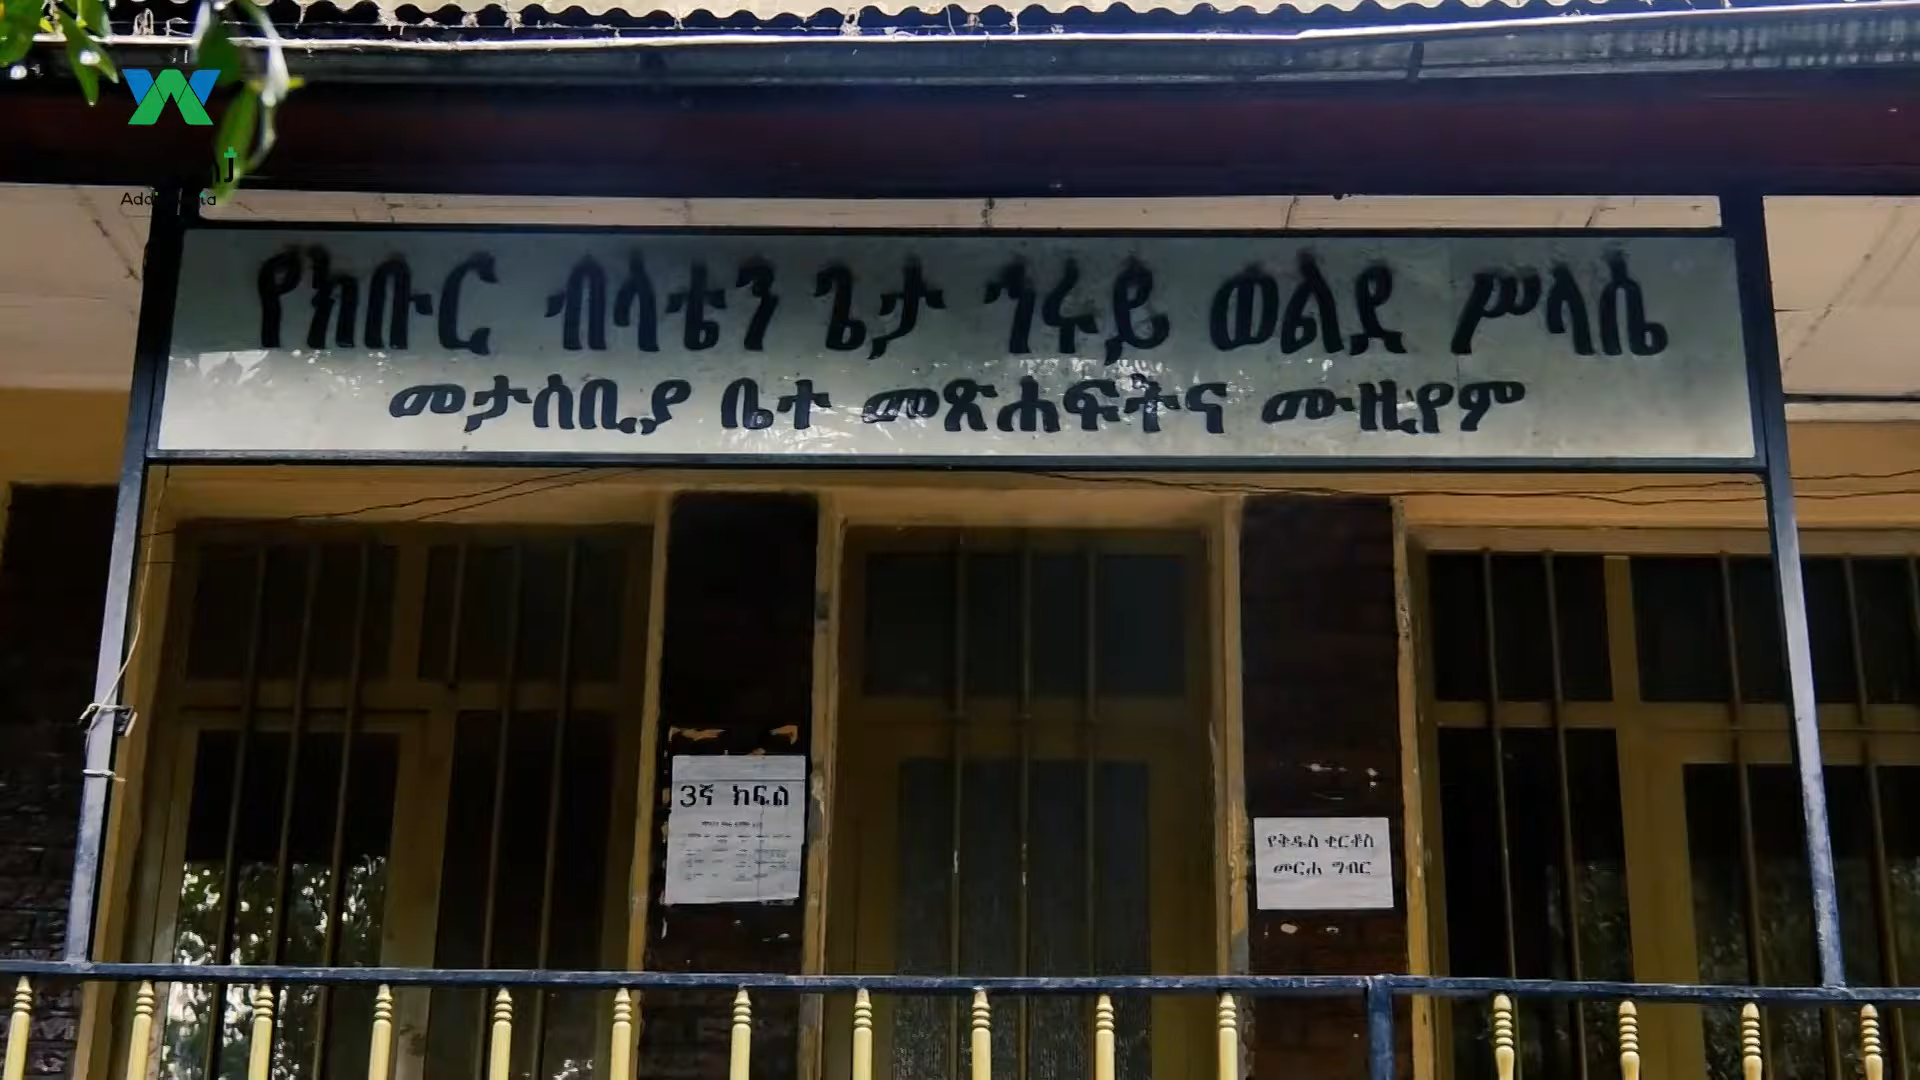 የክቡር ብላቴን ጌታ ኅሩይ ወልደ ሥላሴ
መታሰቢያ ቤተ መጽሐፍትና ሙዚየም
3ኛ ክፍል
የቅዱስ ቂርቆስ
መርሐ ግብር